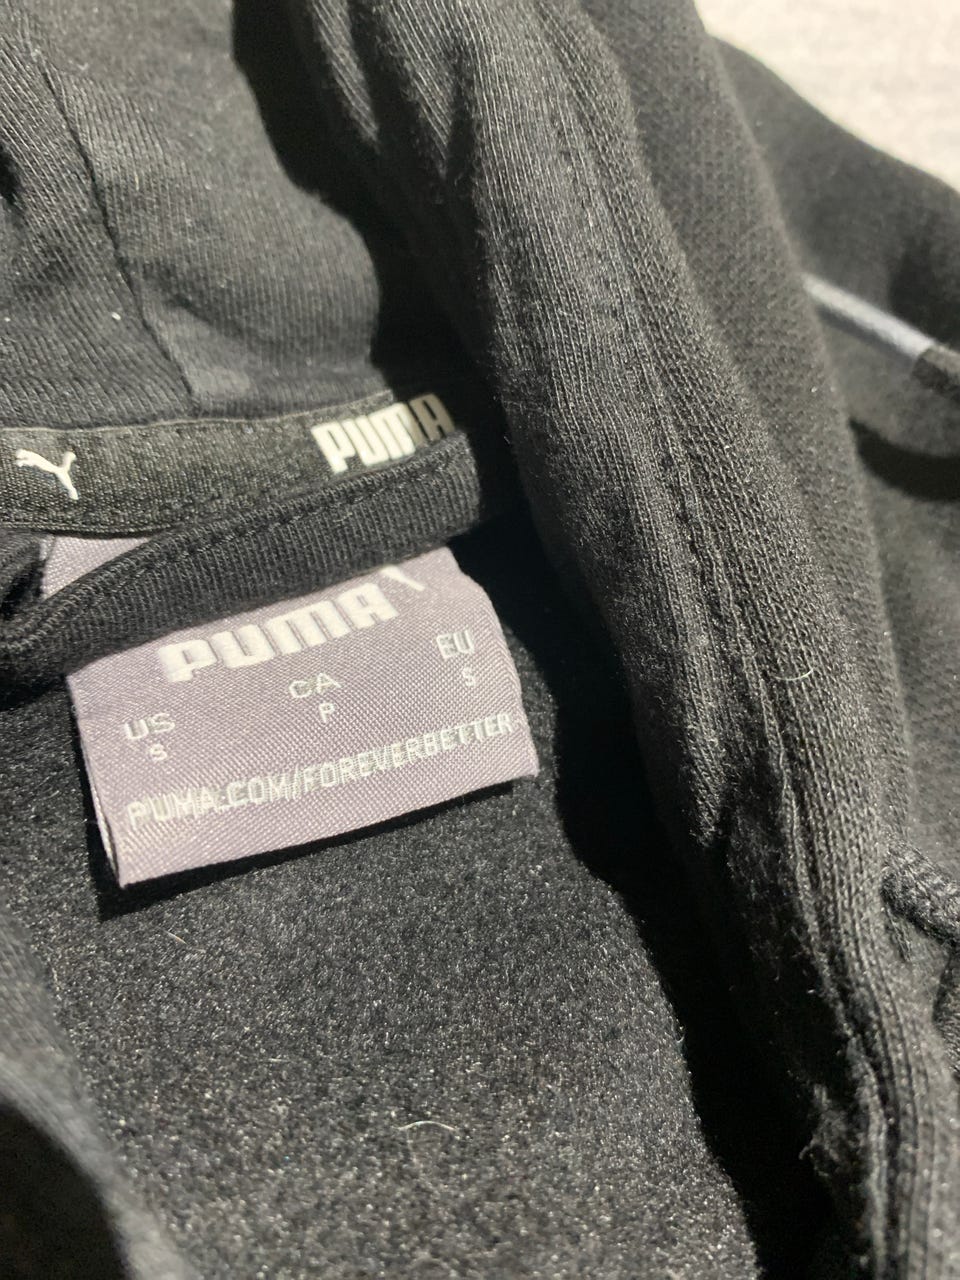 PUMA
PUMA
US CA EU
S P S
PUMA.COM/FOREVERBETTER